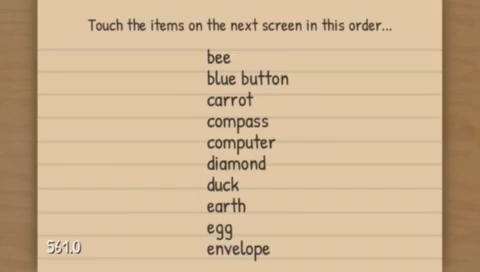 Touch the items on the next screen in this order...
bee
blue button
carrot
compass
computer
diamond
duck
earth
egg
envelope
561.0